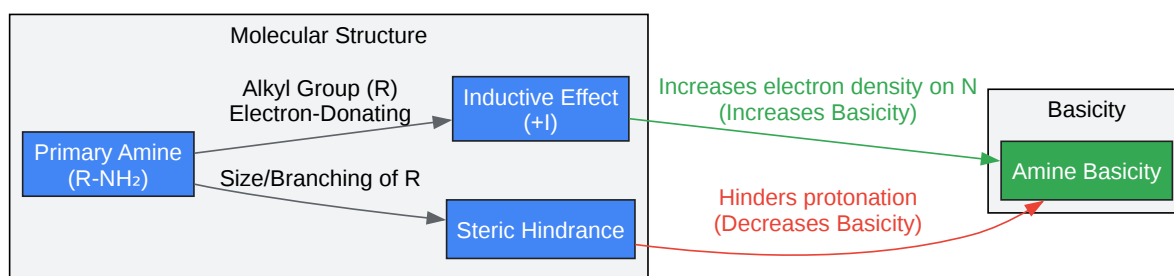 Molecular Structure
Primary Amine
(R-NH₂)
Alkyl Group (R)
Electron-Donating
Size/Branching of R
Inductive Effect
(+I)
Steric Hindrance
Increases electron density on N
(Increases Basicity)
Hinders protonation
(Decreases Basicity)
Basicity
Amine Basicity